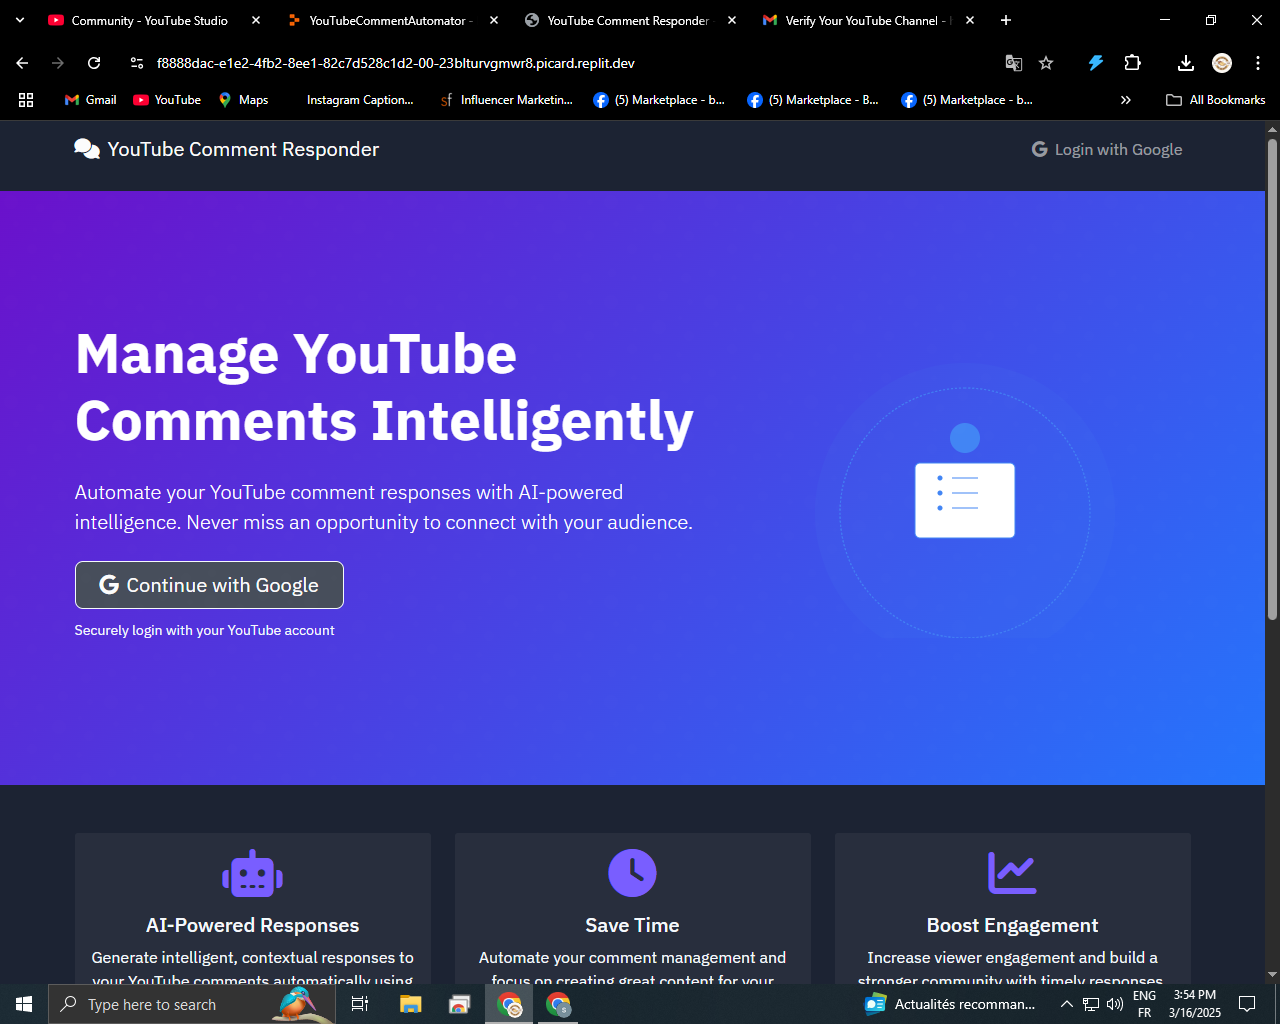 Community - YouTube Studio
YouTubeCommentAutomator -
YouTube Comment Responder
Verify Your YouTube Channel -
f8888dac-e1e2-4fb2-8ee1-82c7d528c1d2-00-23blturvgmwr8.picard.replit.dev
Gmail
YouTube
Maps
Instagram Caption...
sf Influencer Marketin...
(5) Marketplace - b...
(5) Marketplace - B...
(5) Marketplace - b...
All Bookmarks
YouTube Comment Responder
Login with Google
Manage YouTube
Comments Intelligently
Automate your YouTube comment responses with AI-powered
intelligence. Never miss an opportunity to connect with your audience.
Continue with Google
Securely login with your YouTube account
AI-Powered Responses
Generate intelligent, contextual responses to
your YouTube comments automatically using
Save Time
Automate your comment management and
focus on creating great content for your
Boost Engagement
Increase viewer engagement and build a
stronger community with timely responses
Type here to search
Actualités recomman...
ENG
FR
3:54 PM
3/16/2025